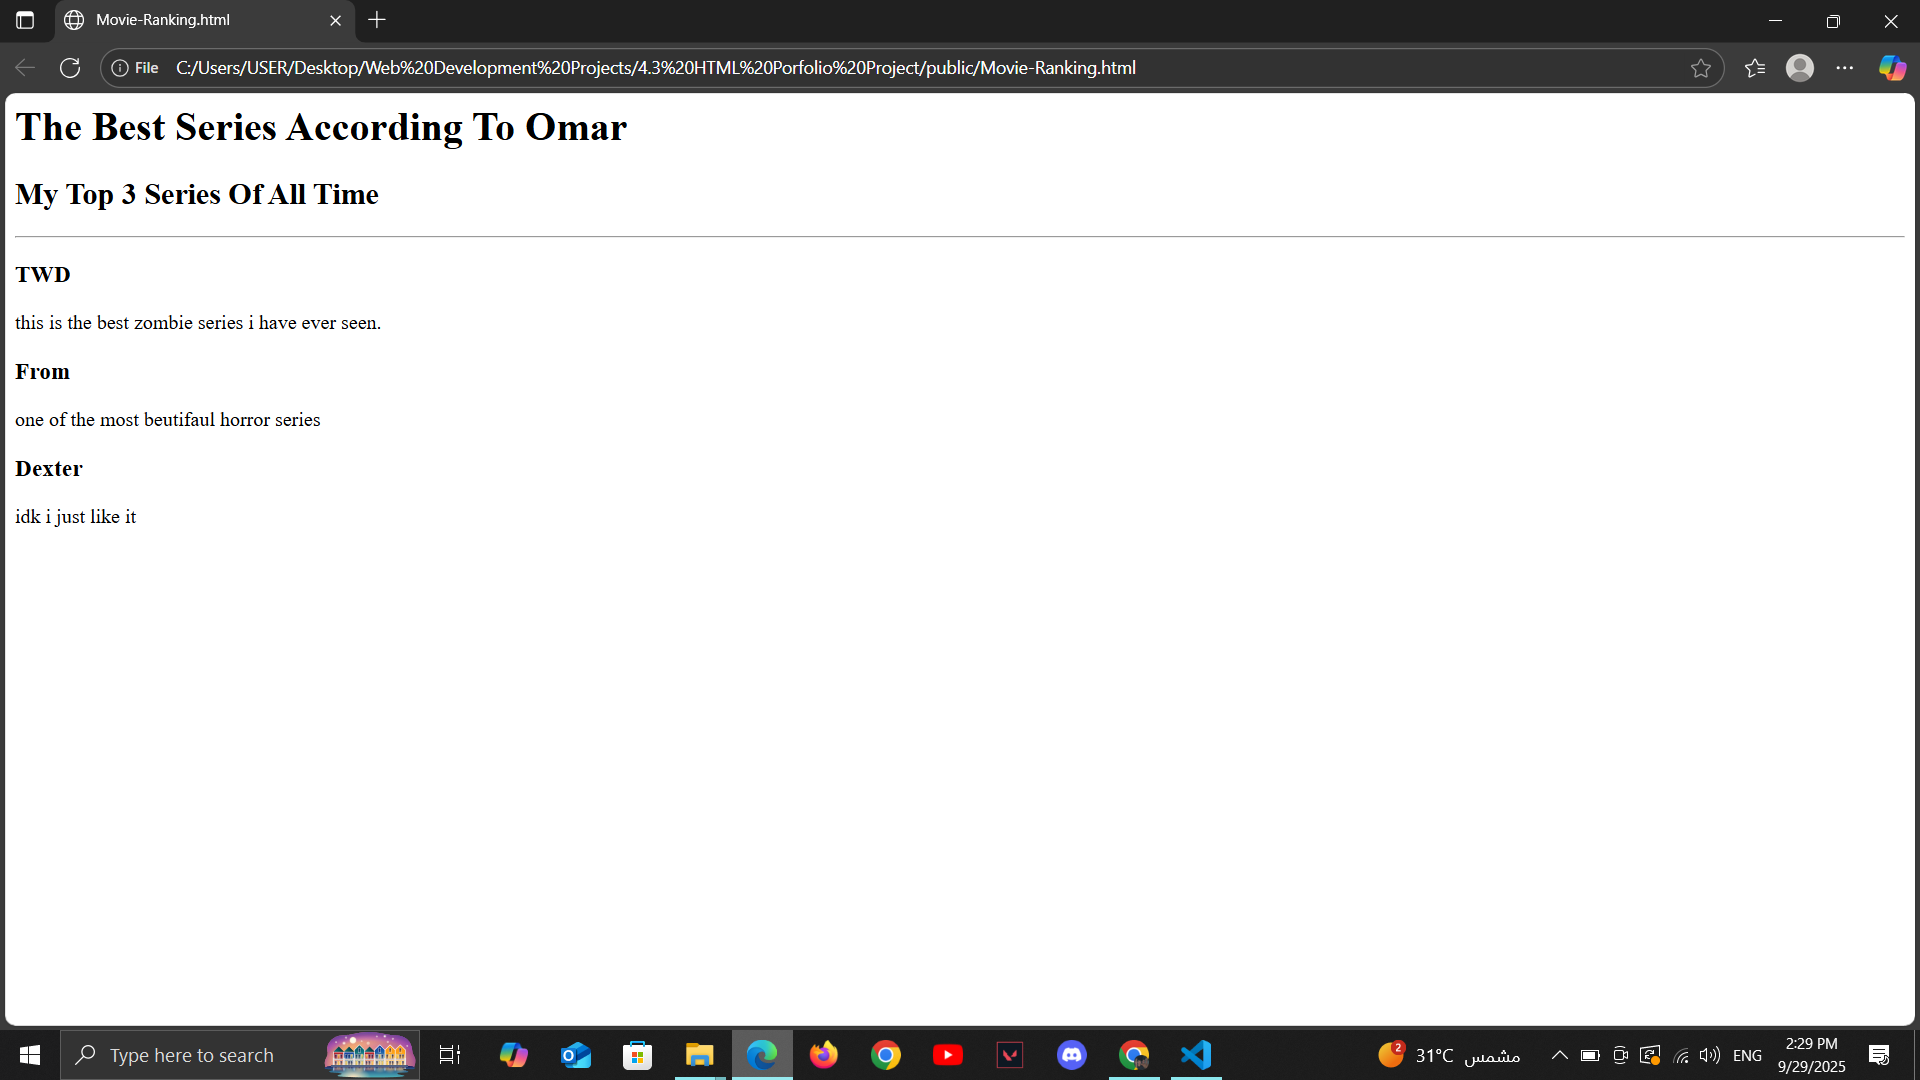 Movie-Ranking.html
File C:/Users/USER/Desktop/Web%20Development%20Projects/4.3%20HTML%20Porfolio%20Project/public/Movie-Ranking.html
The Best Series According To Omar
My Top 3 Series Of All Time
TWD
this is the best zombie series i have ever seen.
From
one of the most beutifaul horror series
Dexter
idk i just like it
Type here to search
2
31°C مشمس
ENG
2:29 PM
9/29/2025